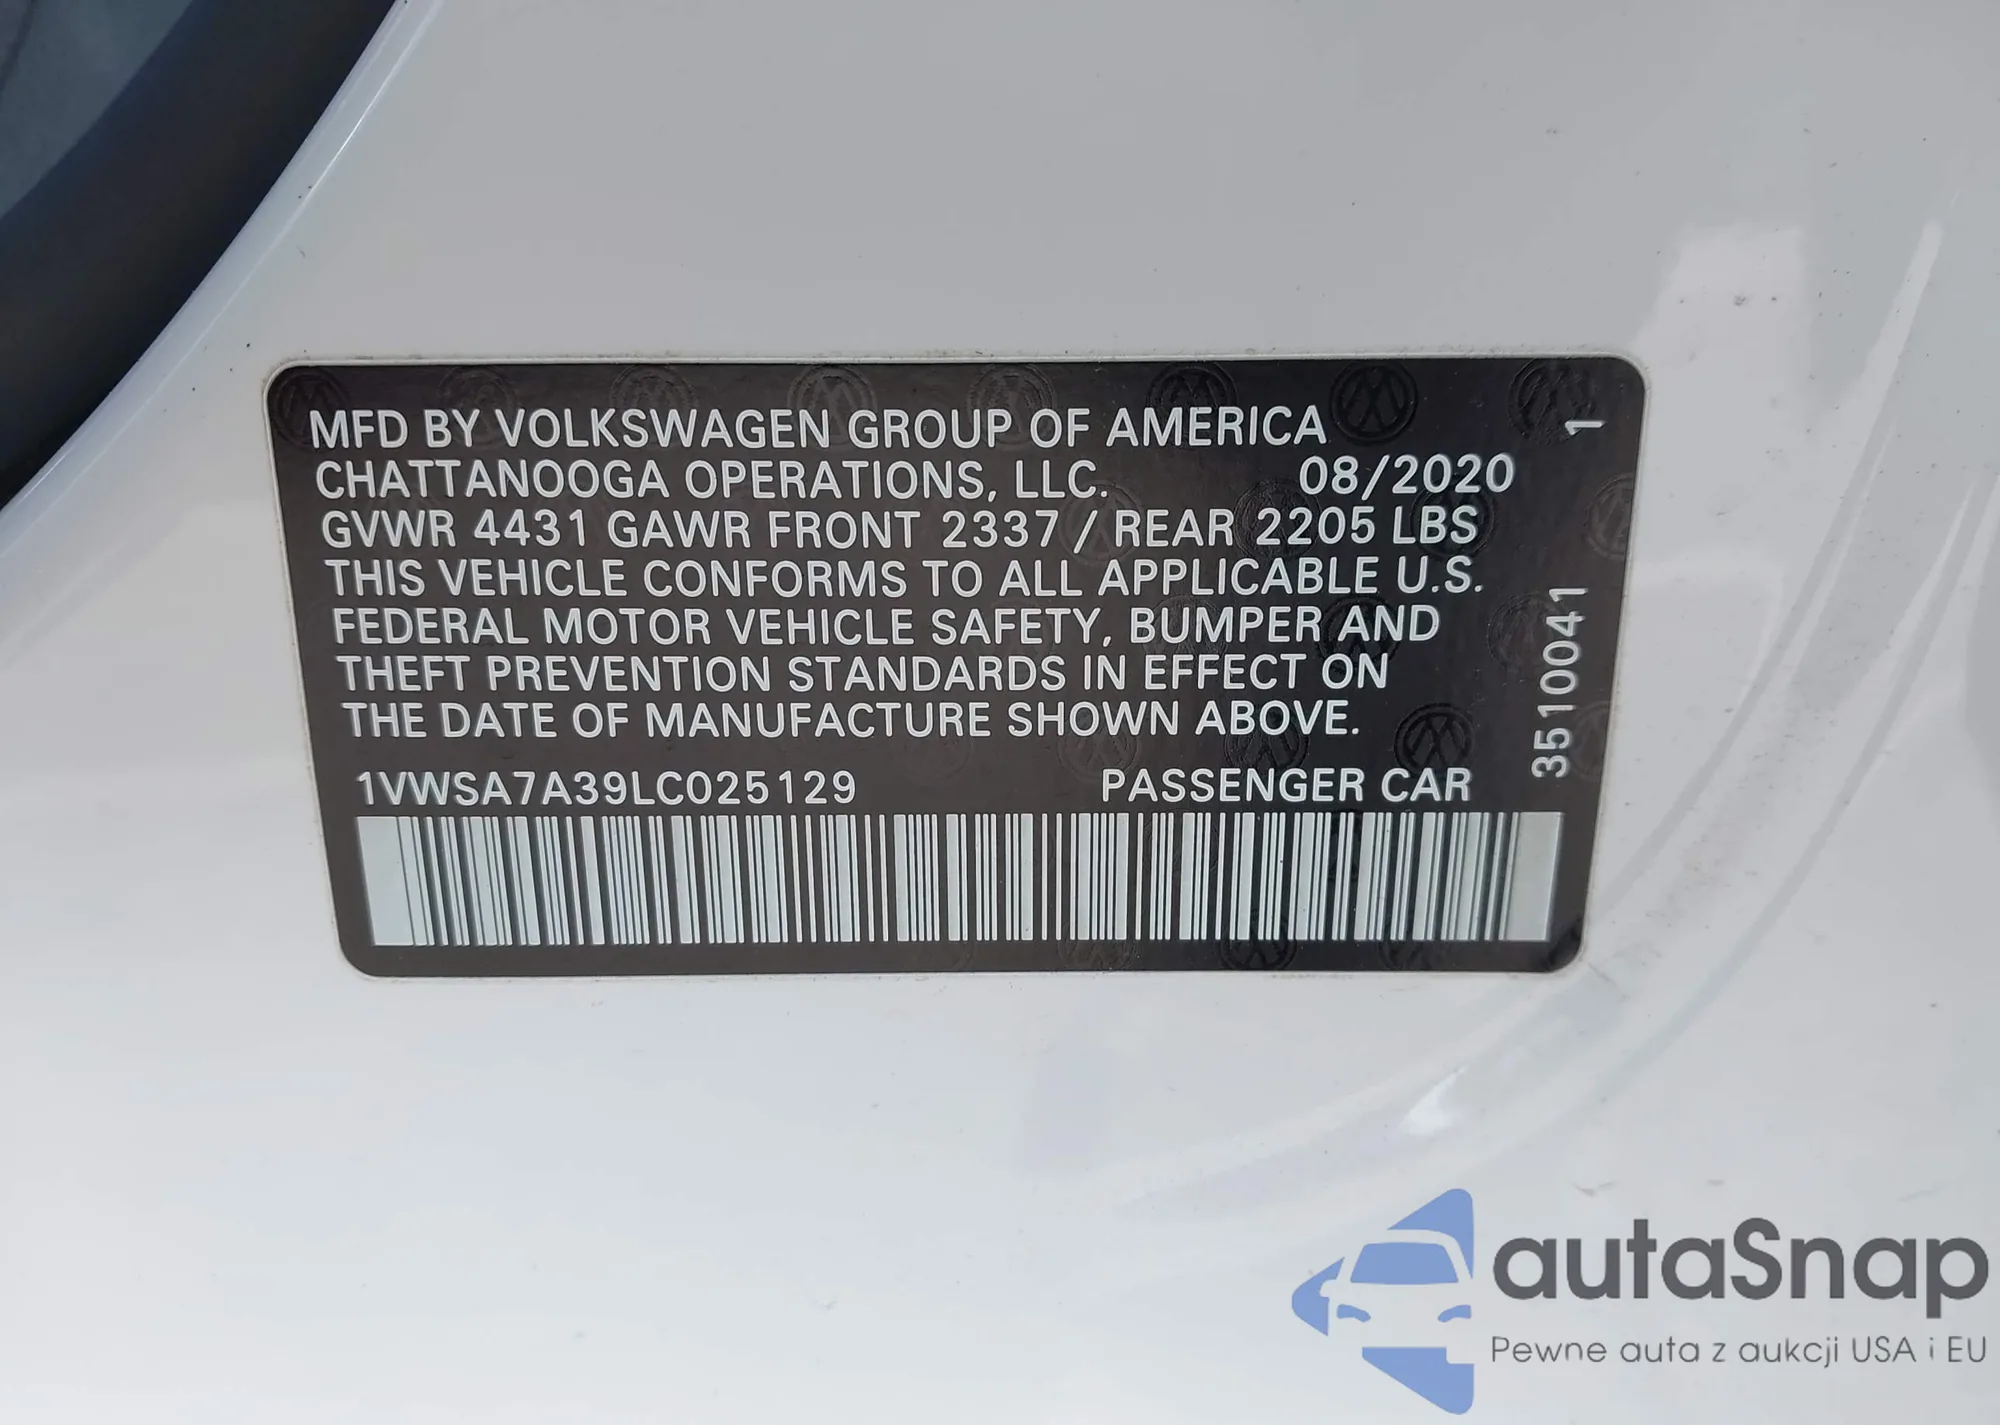 MFD BY VOLKSWAGEN GROUP OF AMERICA
CHATTANOOGA OPERATIONS, LLC. 08/2020
GVWR 4431 GAWR FRONT 2337 / REAR 2205 LBS
THIS VEHICLE CONFORMS TO ALL APPLICABLE U.S.
FEDERAL MOTOR VEHICLE SAFETY, BUMPER AND
THEFT PREVENTION STANDARDS IN EFFECT ON
THE DATE OF MANUFACTURE SHOWN ABOVE.
1VWSA7A39LC025129 PASSENGER CAR
3510041 1
autaSnap
Pewne auta z aukcji USA i EU